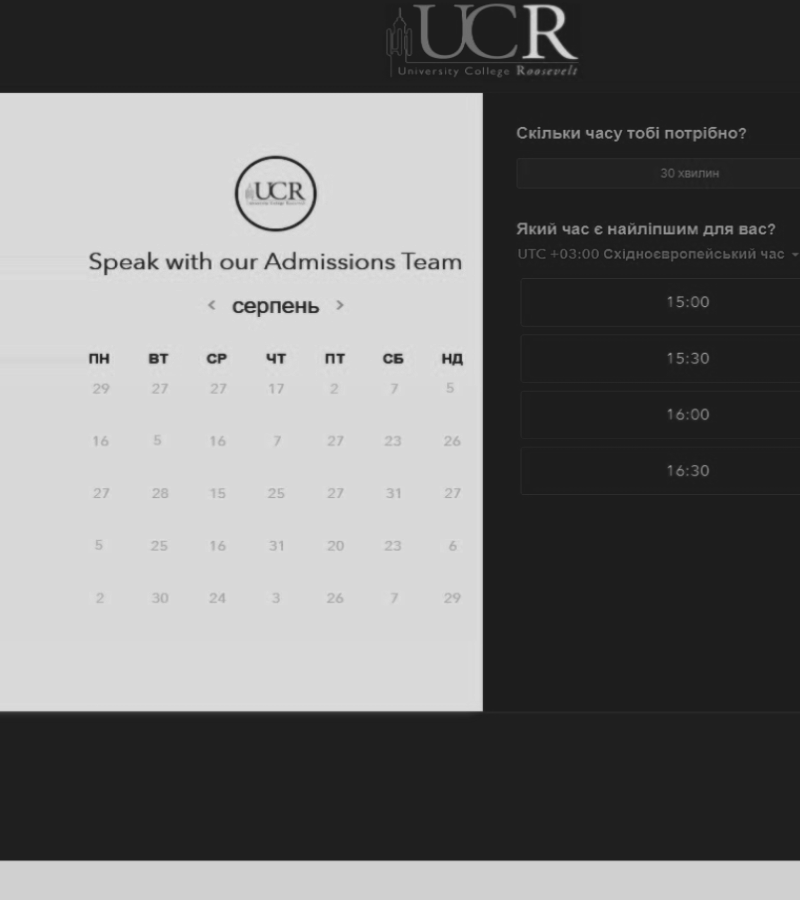 UCR
University College Roosevelt
UCR
Speak with our Admissions Team
< серпень >
ПН ВТ СР ЧТ ПТ СБ НД
29 27 27 17 2 7 5
16 5 16 7 27 23 26
27 28 15 25 27 31 27
5 25 16 31 20 23 6
2 30 24 3 26 7 29
Скільки часу тобі потрібно?
30 хвилин
Який час є найліпшим для вас?
UTC +03:00 Східноєвропейський час
15:00
15:30
16:00
16:30